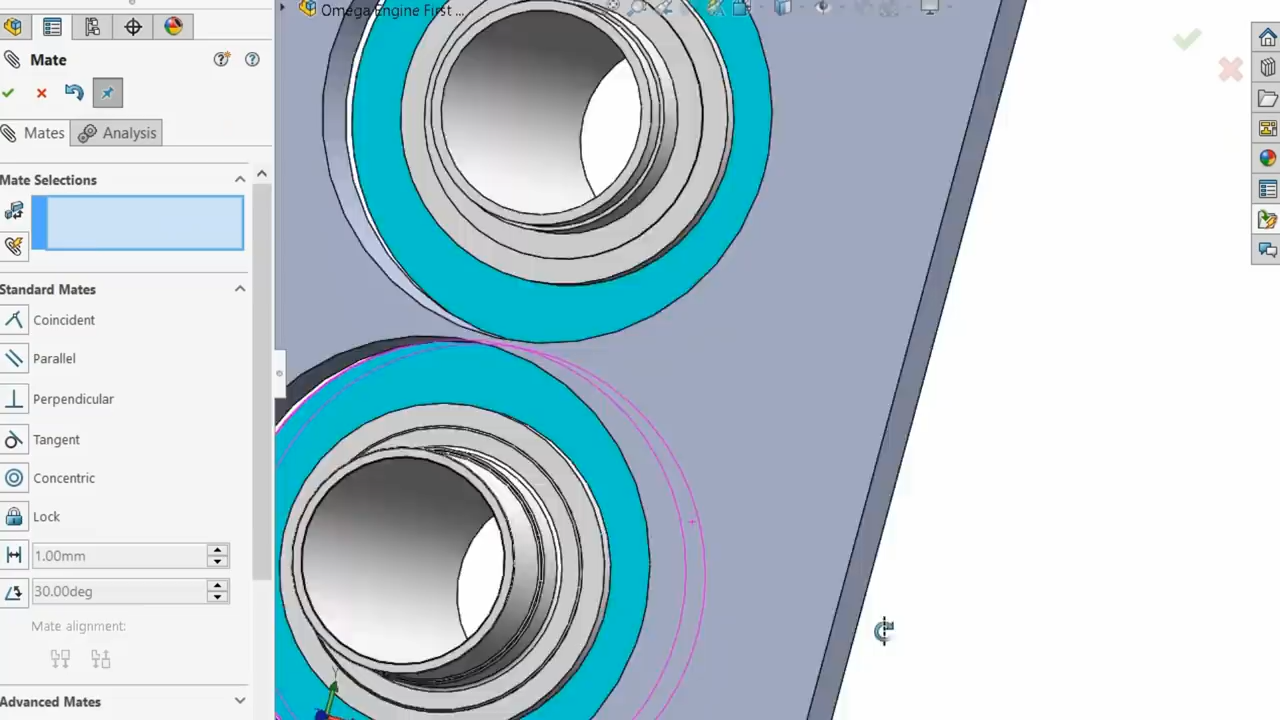 Omega Engine First ...
Mate
Mates
Analysis
Mate Selections
Standard Mates
Coincident
Parallel
Perpendicular
Tangent
Concentric
Lock
1.00mm
30.00deg
Mate alignment:
Advanced Mates
Y